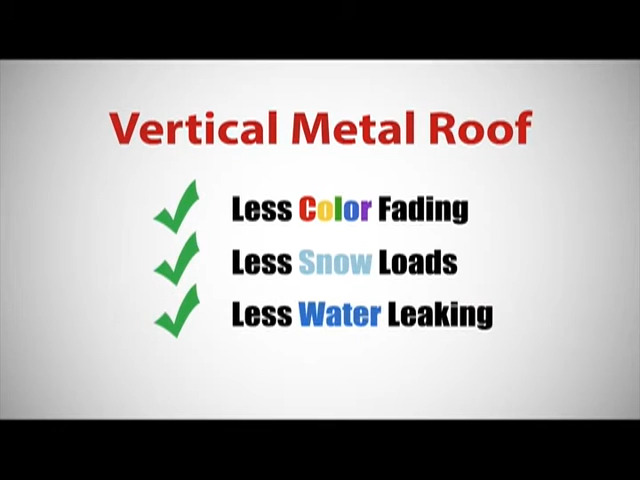 Vertical Metal Roof
Less Color Fading
Less Snow Loads
Less Water Leaking